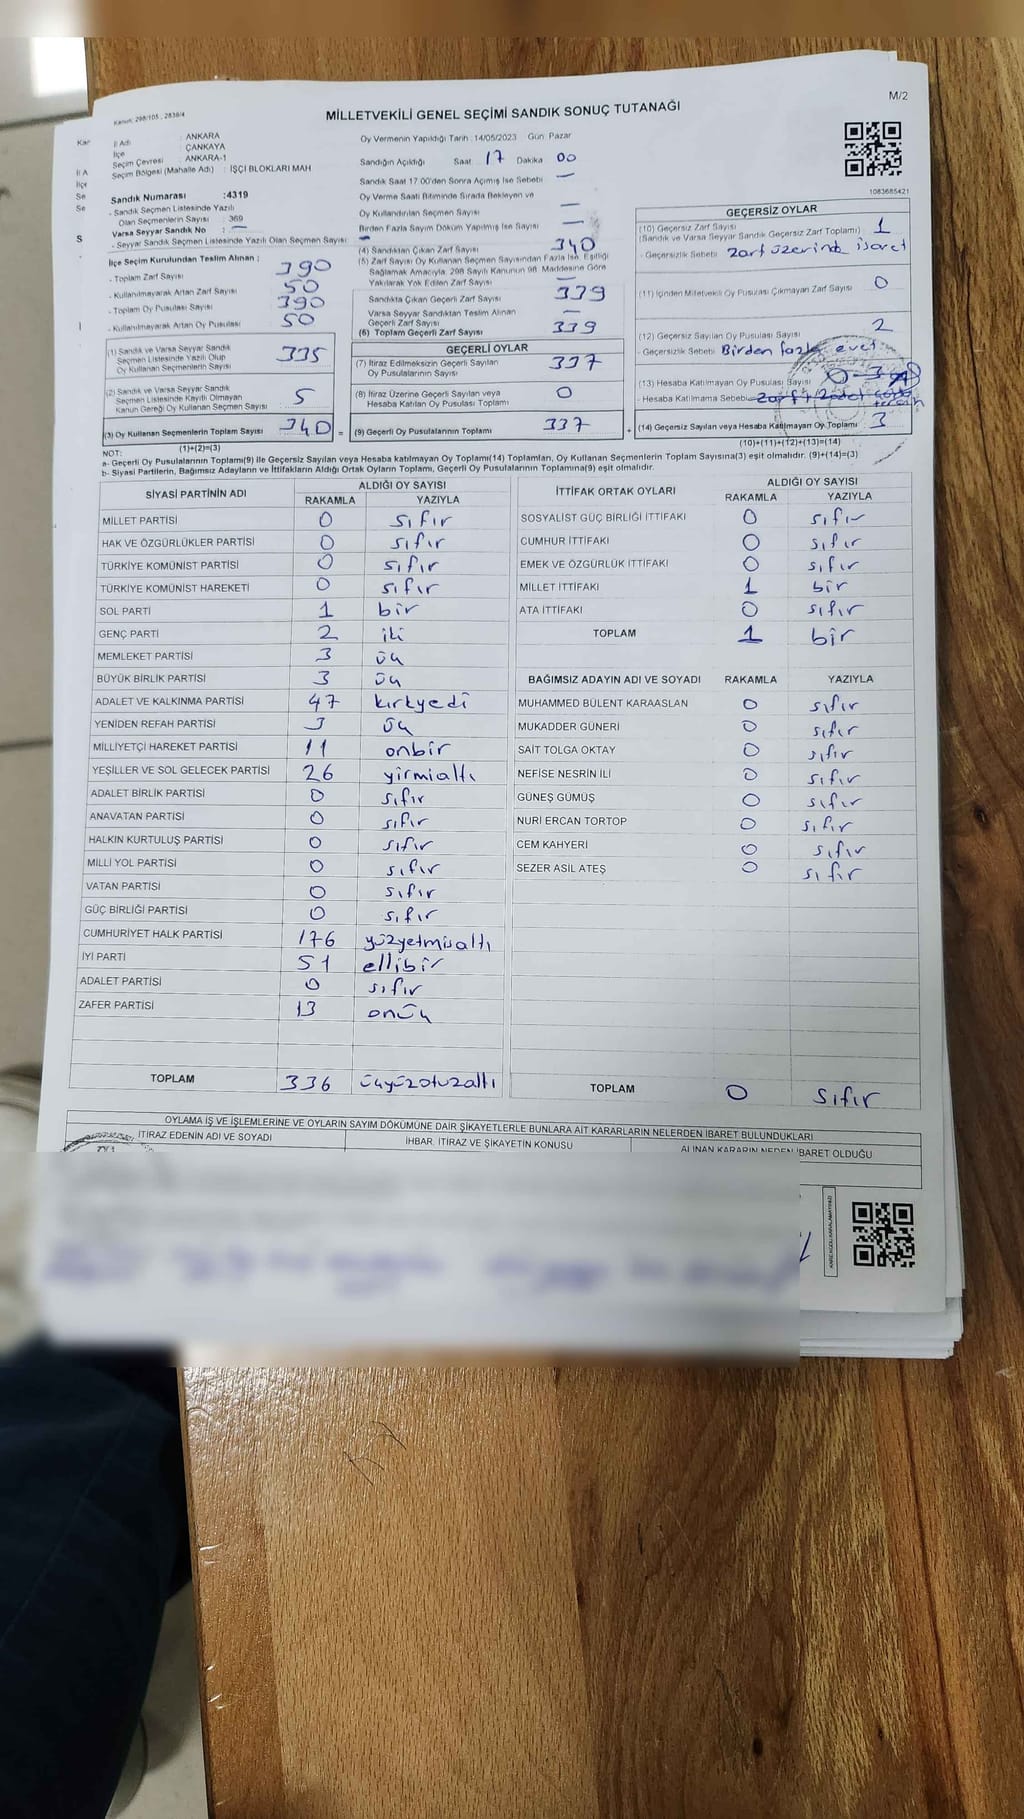 M/2
Kanun: 298/105, 2839/4
MİLLETVEKİLİ GENEL SEÇİMİ SANDIK SONUÇ TUTANAĞI
İl Adı : ANKARA
İlçe : ÇANKAYA
Seçim Çevresi : ANKARA-1
Seçim Bölgesi (Mahalle Adı) : İŞÇİ BLOKLARI MAH
Sandık Numarası :4319
- Sandık Seçmen Listesinde Yazılı
Olan Seçmenlerin Sayısı : 369
Varsa Seyyar Sandık No : —
- Seyyar Sandık Seçmen Listesinde Yazılı Olan Seçmen Sayısı: —
İlçe Seçim Kurulundan Teslim Alınan ;
- Toplam Zarf Sayısı 390
- Kullanılmayarak Artan Zarf Sayısı 50
- Toplam Oy Pusulası Sayısı 390
- Kullanılmayarak Artan Oy Pusulası 50
(1) Sandık ve Varsa Seyyar Sandık
Seçmen Listesinde Yazılı Olup
Oy Kullanan Seçmenlerin Sayısı 335
(2) Sandık ve Varsa Seyyar Sandık
Seçmen Listesinde Kayıtlı Olmayan
Kanun Gereği Oy Kullanan Seçmen Sayısı 5
(3) Oy Kullanan Seçmenlerin Toplam Sayısı 340 =
(1)+(2)=(3)
Oy Vermenin Yapıldığı Tarih : 14/05/2023 Gün: Pazar
Sandığın Açıldığı Saat 17 Dakika 00
Sandık Saat 17.00'den Sonra Açılmış İse Sebebi —
Oy Verme Saati Bitiminde Sırada Bekleyen ve
Oy Kullandırılan Seçmen Sayısı —
Birden Fazla Sayım Döküm Yapılmış İse Sayısı —
(4) Sandıktan Çıkan Zarf Sayısı 340
(5) Zarf Sayısı Oy Kullanan Seçmen Sayısından Fazla İse, Eşitliği
Sağlamak Amacıyla, 298 Sayılı Kanunun 98. Maddesine Göre
Yakılarak Yok Edilen Zarf Sayısı —
Sandıkta Çıkan Geçerli Zarf Sayısı 339
Varsa Seyyar Sandıktan Teslim Alınan
Geçerli Zarf Sayısı —
(6) Toplam Geçerli Zarf Sayısı 339
GEÇERLİ OYLAR
(7) İtiraz Edilmeksizin Geçerli Sayılan
Oy Pusulalarının Sayısı 337
(8) İtiraz Üzerine Geçerli Sayılan veya
Hesaba Katılan Oy Pusulası Toplamı 0
(9) Geçerli Oy Pusulalarının Toplamı 337 +
1083685421
GEÇERSİZ OYLAR
(10) Geçersiz Zarf Sayısı 1
(Sandık ve Varsa Seyyar Sandık Geçersiz Zarf Toplamı)
- Geçersizlik Sebebi: Zarf üzerinde işaret
(11) İçinden Milletvekili Oy Pusulası Çıkmayan Zarf Sayısı 0
(12) Geçersiz Sayılan Oy Pusulası Sayısı 2
- Geçersizlik Sebebi: Birden fazla evet
(13) Hesaba Katılmayan Oy Pusulası Sayısı 0
- Hesaba Katılmama Sebebi
(14) Geçersiz Sayılan veya Hesaba Katılmayan Oy Toplamı 3
(10)+(11)+(12)+(13)=(14)
NOT:
a- Geçerli Oy Pusulalarının Toplamı(9) ile Geçersiz Sayılan veya Hesaba katılmayan Oy Toplamı(14) Toplamları, Oy Kullanan Seçmenlerin Toplam Sayısına(3) eşit olmalıdır. (9)+(14)=(3)
b- Siyasi Partilerin, Bağımsız Adayların ve İttifakların Aldığı Ortak Oyların Toplamı, Geçerli Oy Pusulalarının Toplamına(9) eşit olmalıdır.
SİYASİ PARTİNİN ADI ALDIĞI OY SAYISI
RAKAMLA YAZIYLA
MİLLET PARTİSİ 0 sıfır
HAK VE ÖZGÜRLÜKLER PARTİSİ 0 sıfır
TÜRKİYE KOMÜNİST PARTİSİ 0 sıfır
TÜRKİYE KOMÜNİST HAREKETİ 0 sıfır
SOL PARTİ 1 bir
GENÇ PARTİ 2 iki
MEMLEKET PARTİSİ 3 üç
BÜYÜK BİRLİK PARTİSİ 3 üç
ADALET VE KALKINMA PARTİSİ 47 kırkyedi
YENİDEN REFAH PARTİSİ 3 üç
MİLLİYETÇİ HAREKET PARTİSİ 11 onbir
YEŞİLLER VE SOL GELECEK PARTİSİ 26 yirmialtı
ADALET BİRLİK PARTİSİ 0 sıfır
ANAVATAN PARTİSİ 0 sıfır
HALKIN KURTULUŞ PARTİSİ 0 sıfır
MİLLİ YOL PARTİSİ 0 sıfır
VATAN PARTİSİ 0 sıfır
GÜÇ BİRLİĞİ PARTİSİ 0 sıfır
CUMHURİYET HALK PARTİSİ 176 yüzyetmişaltı
İYİ PARTİ 51 ellibir
ADALET PARTİSİ 0 sıfır
ZAFER PARTİSİ 13 onüç
TOPLAM 336 üçyüzotuzaltı
İTTİFAK ORTAK OYLARI ALDIĞI OY SAYISI
RAKAMLA YAZIYLA
SOSYALİST GÜÇ BİRLİĞİ İTTİFAKI 0 sıfır
CUMHUR İTTİFAKI 0 sıfır
EMEK VE ÖZGÜRLÜK İTTİFAKI 0 sıfır
MİLLET İTTİFAKI 1 bir
ATA İTTİFAKI 0 sıfır
TOPLAM 1 bir
BAĞIMSIZ ADAYIN ADI VE SOYADI RAKAMLA YAZIYLA
MUHAMMED BÜLENT KARAASLAN 0 sıfır
MUKADDER GÜNERİ 0 sıfır
SAİT TOLGA OKTAY 0 sıfır
NEFİSE NESRİN İLİ 0 sıfır
GÜNEŞ GÜMÜŞ 0 sıfır
NURİ ERCAN TORTOP 0 sıfır
CEM KAHYERİ 0 sıfır
SEZER ASİL ATEŞ 0 sıfır
TOPLAM 0 sıfır
OYLAMA İŞ VE İŞLEMLERİNE VE OYLARIN SAYIM DÖKÜMÜNE DAİR ŞİKAYETLERLE BUNLARA AİT KARARLARIN NELERDEN İBARET BULUNDUKLARI
İTİRAZ EDENİN ADI VE SOYADI İHBAR, İTİRAZ VE ŞİKAYETİN KONUSU ALINAN KARARIN NEDEN İBARET OLDUĞU